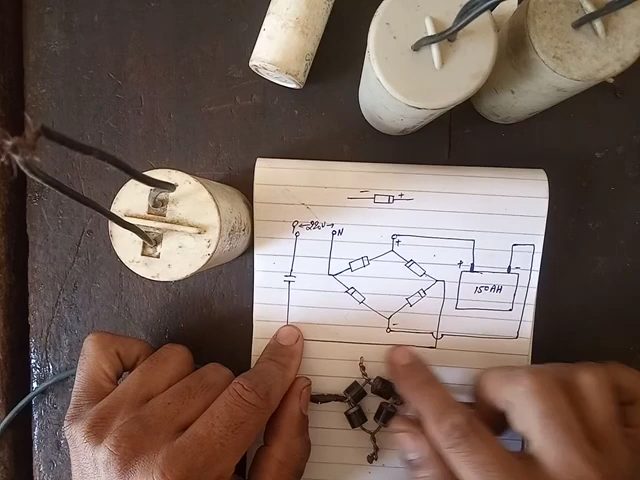 - +
P 220V N
+
+ -
150AH
-